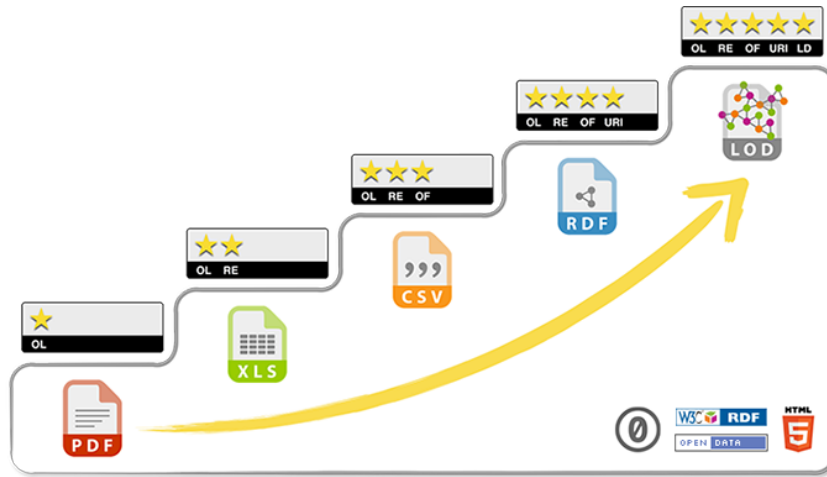 OL RE OF URI LD
LOD
OL RE OF URI
RDF
OL RE OF
CSV
OL RE
XLS
OL
PDF
0
W3C RDF
OPEN DATA
HTML
5